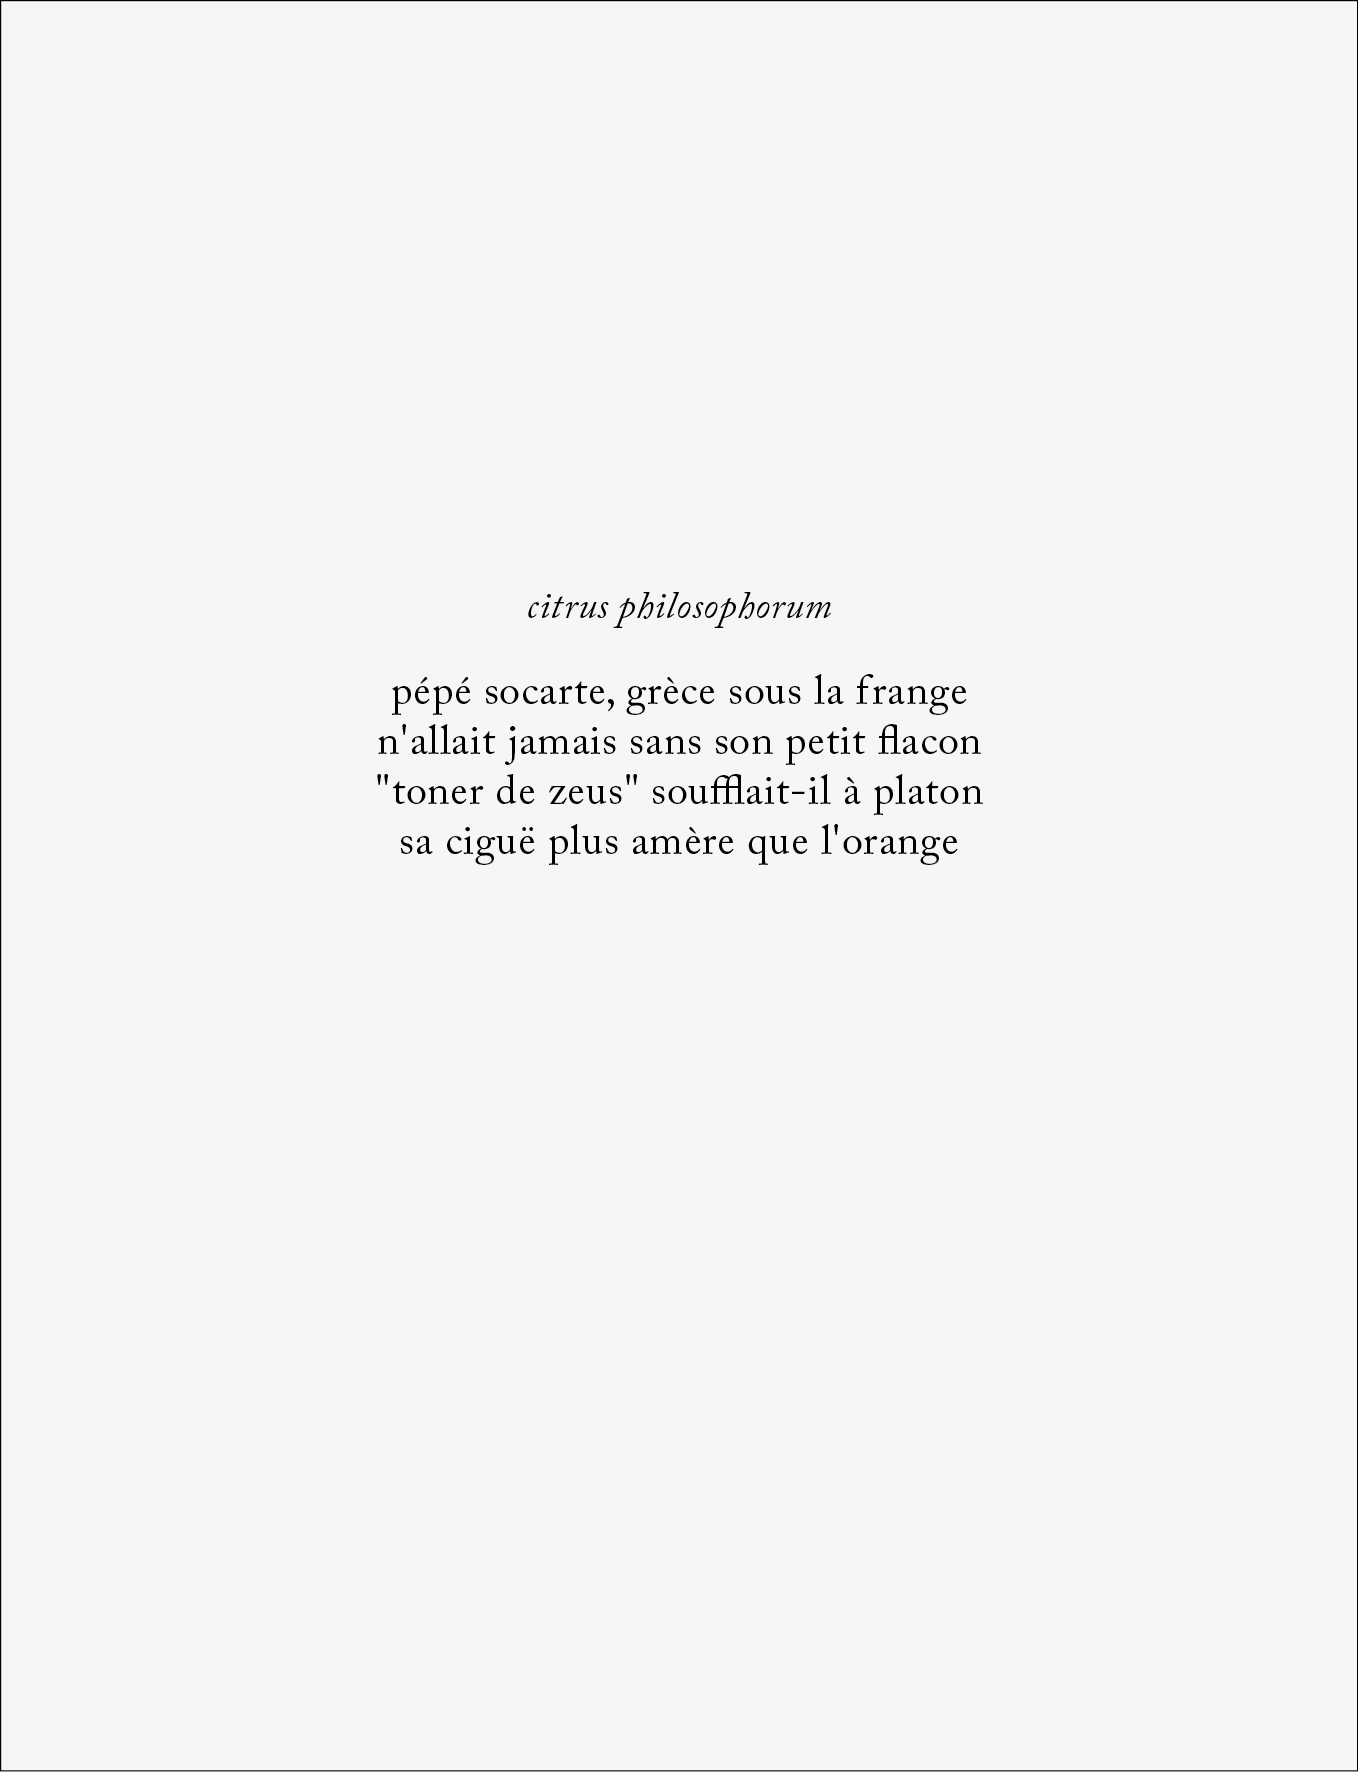 citrus philosophorum
pépé socarte, grèce sous la frange
n'allait jamais sans son petit flacon
"toner de zeus" soufflait-il à platon
sa ciguë plus amère que l'orange